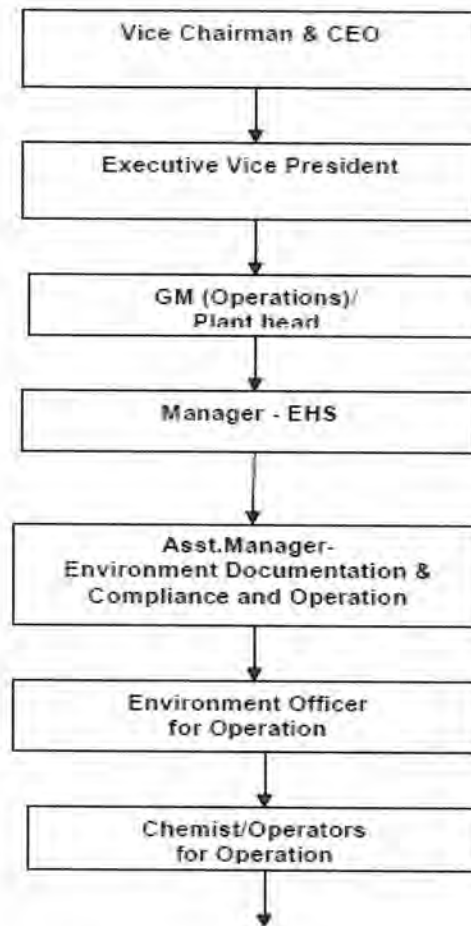 Vice Chairman & CEO
Executive Vice President
GM (Operations)/
Plant head
Manager - EHS
Asst.Manager-
Environment Documentation &
Compliance and Operation
Environment Officer
for Operation
Chemist/Operators
for Operation